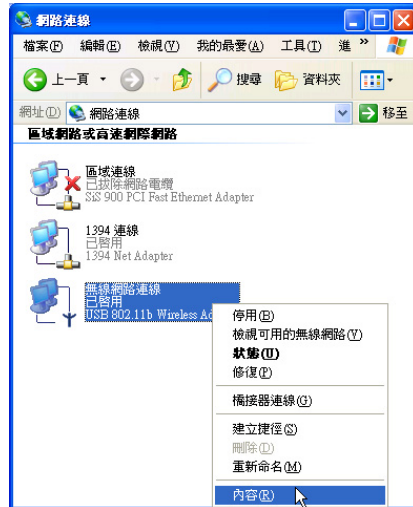 網路連線
檔案(F) 編輯(E) 檢視(V) 我的最愛(A) 工具(T) 進 »
上一頁 搜尋 資料夾
網址(D) 網路連線 移至
區域網路或高速網際網路
區域連線
已拔除網路電纜
SiS 900 PCI Fast Ethernet Adapter
1394 連線
已啓用
1394 Net Adapter
無線網路連線
已啓用
USB 802.11b Wireless Ad
停用(B)
檢視可用的無線網路(V)
狀態(U)
修復(P)
橋接器連線(G)
建立捷徑(S)
刪除(D)
重新命名(M)
內容(R)